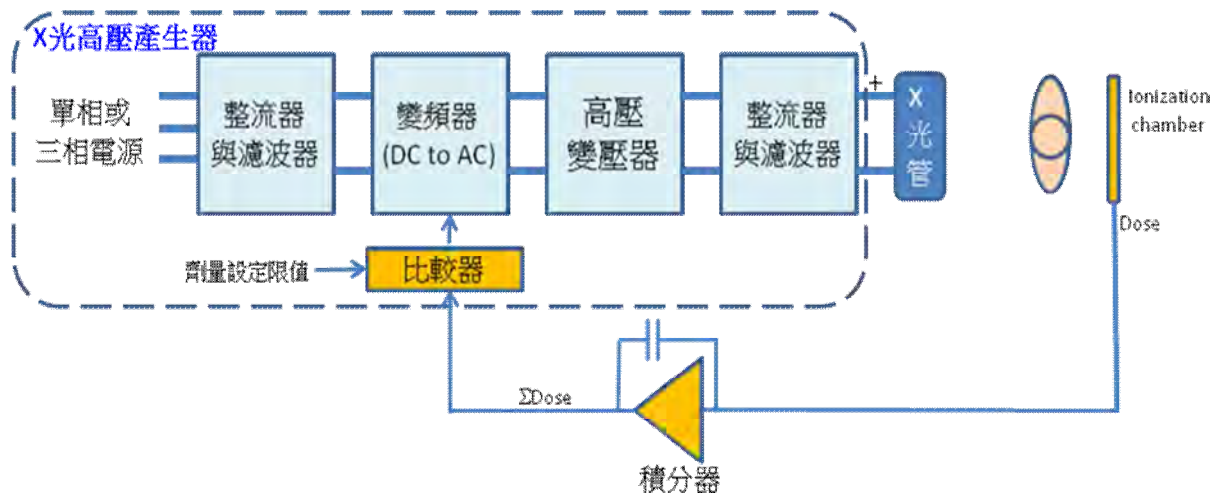 X光高壓產生器
單相或
三相電源
整流器
與濾波器
變頻器
(DC to AC)
高壓
變壓器
整流器
與濾波器
+
X
光
管
Ionization
chamber
Dose
劑量設定限值
比較器
ΣDose
積分器